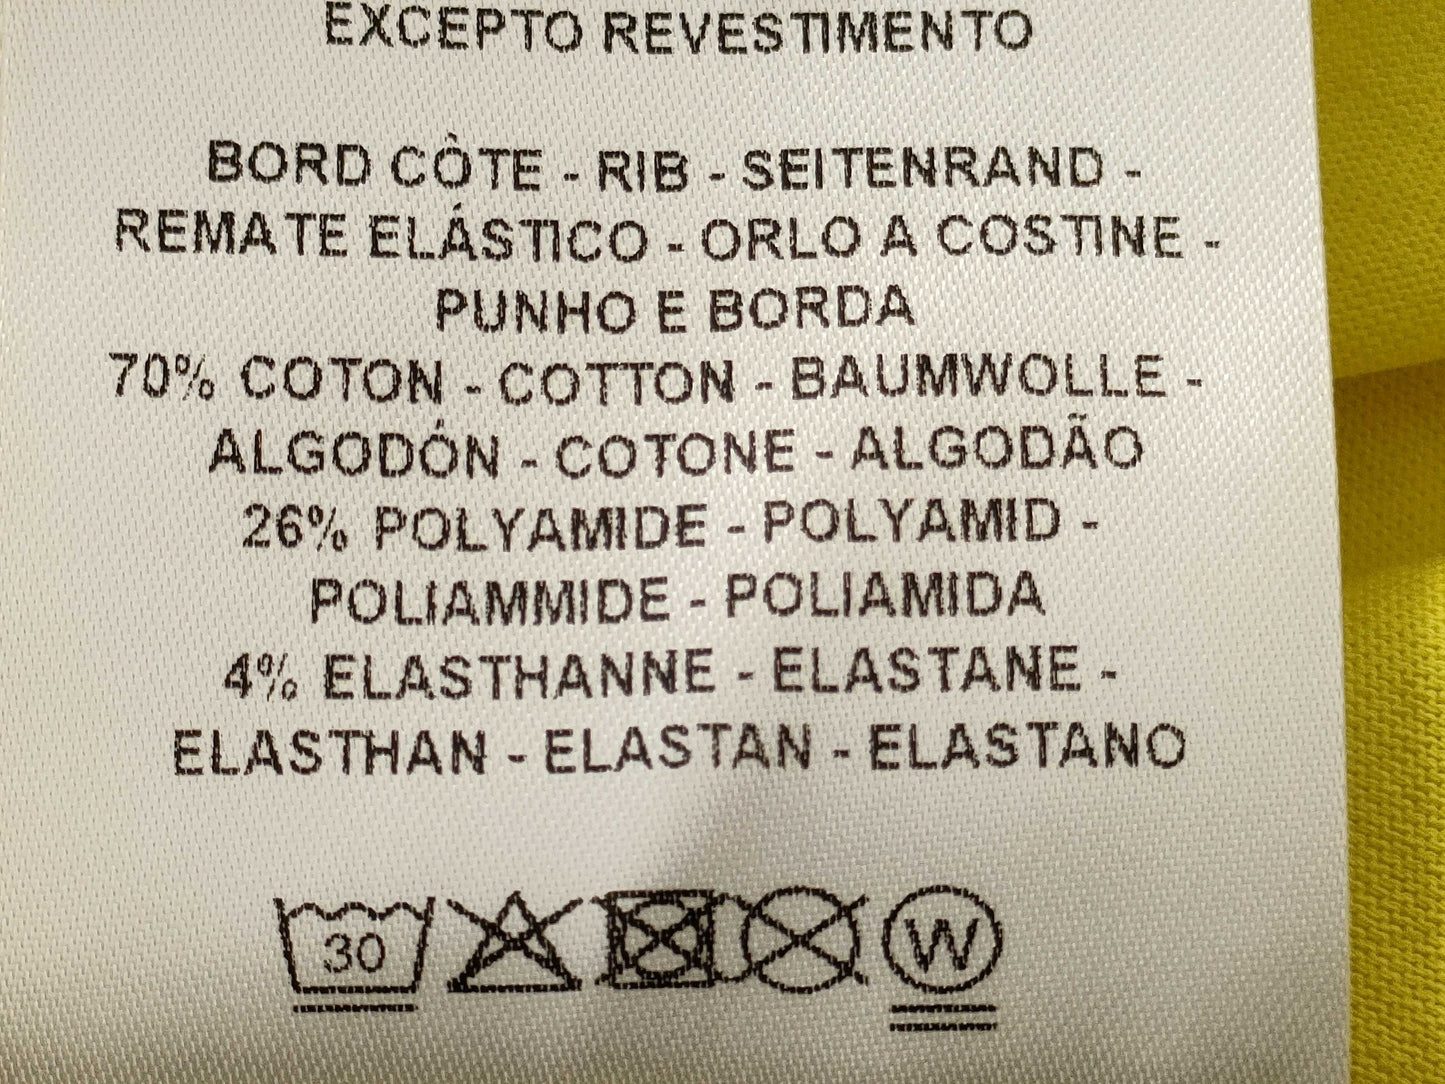 EXCEPTO REVESTIMENTO
BORD CÔTE - RIB - SEITENRAND -
REMATE ELÁSTICO - ORLO A COSTINE -
PUNHO E BORDA
70% COTON - COTTON - BAUMWOLLE -
ALGODÓN - COTONE - ALGODÃO
26% POLYAMIDE - POLYAMID -
POLIAMMIDE - POLIAMIDA
4% ELASTHANNE - ELASTANE -
ELASTHAN - ELASTAN - ELASTANO
30 W